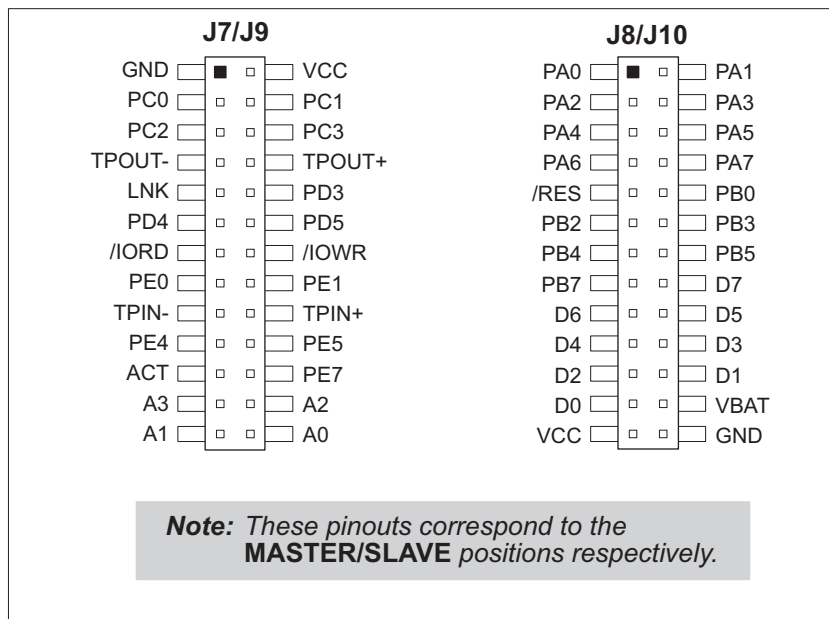 J7/J9 J8/J10
GND VCC PA0 PA1
PC0 PC1 PA2 PA3
PC2 PC3 PA4 PA5
TPOUT- TPOUT+ PA6 PA7
LNK PD3 /RES PB0
PD4 PD5 PB2 PB3
/IORD /IOWR PB4 PB5
PE0 PE1 PB7 D7
TPIN- TPIN+ D6 D5
PE4 PE5 D4 D3
ACT PE7 D2 D1
A3 A2 D0 VBAT
A1 A0 VCC GND
Note: These pinouts correspond to the
MASTER/SLAVE positions respectively.